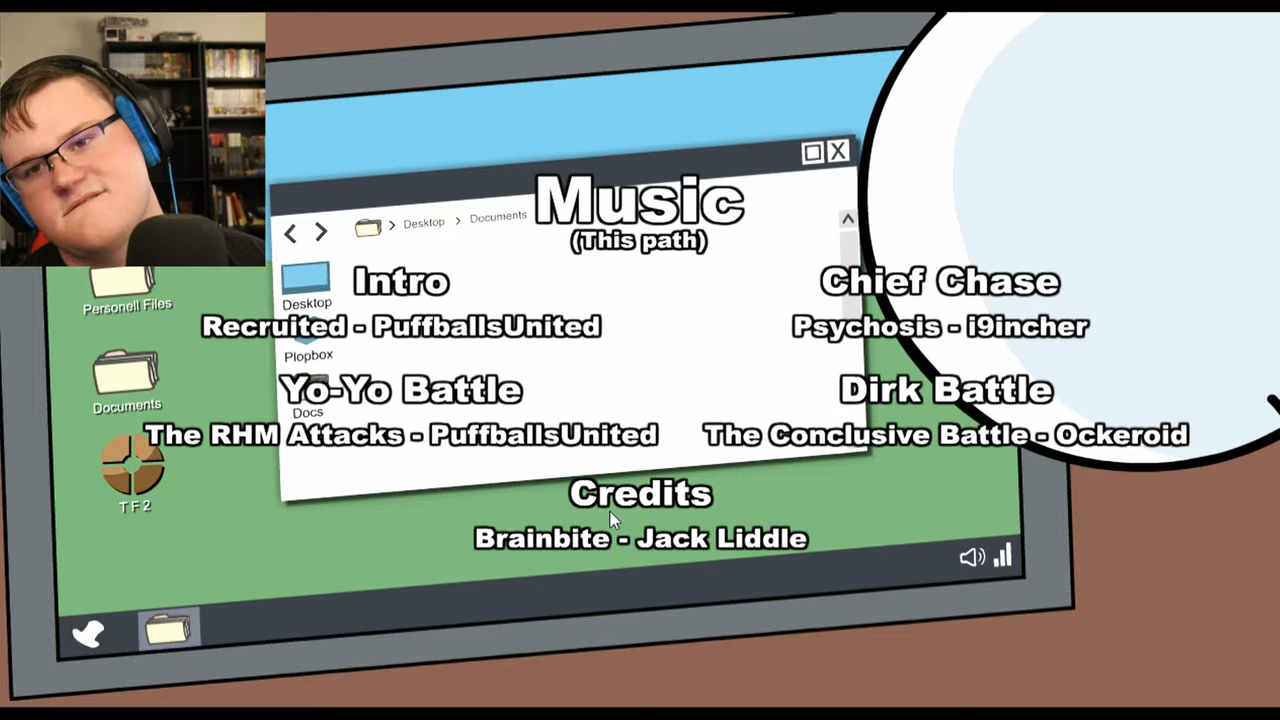 Music
(This path)
Desktop
Documents
Intro
Recruited - PuffballsUnited
Chief Chase
Psychosis - i9incher
Yo-Yo Battle
The RHM Attacks - PuffballsUnited
Dirk Battle
The Conclusive Battle - Ockeroid
Credits
Brainbite - Jack Liddle
Desktop
Plopbox
Docs
Personell Files
Documents
TF2
X